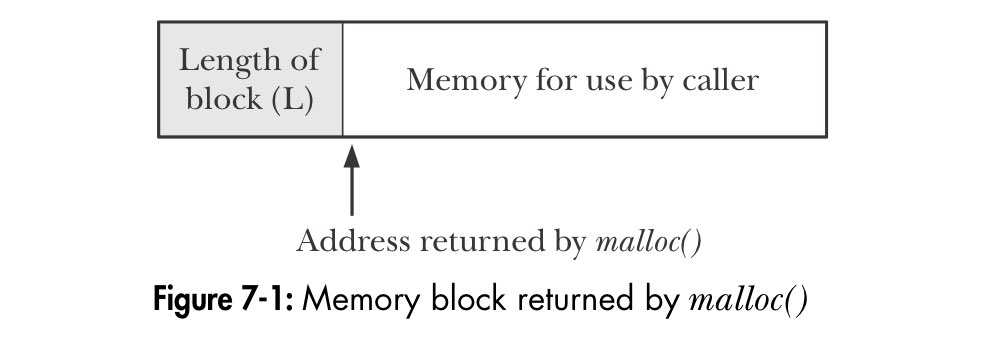 Length of
block (L)
Memory for use by caller
Address returned by malloc()
Figure 7-1: Memory block returned by malloc()